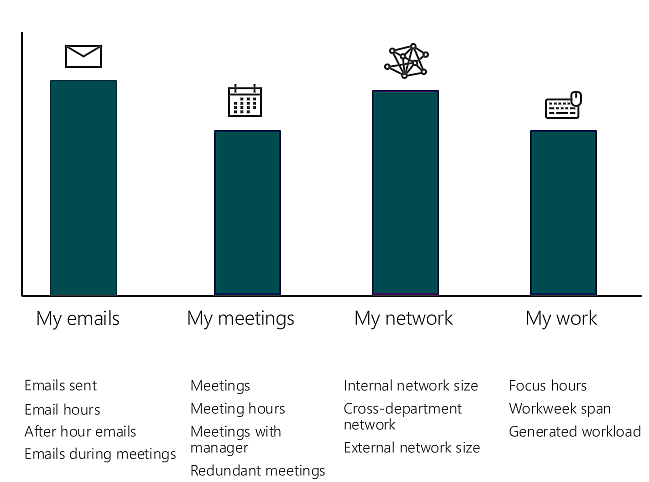 My emails
My meetings
My network
My work
Emails sent
Email hours
After hour emails
Emails during meetings
Meetings
Meeting hours
Meetings with
manager
Redundant meetings
Internal network size
Cross-department
network
External network size
Focus hours
Workweek span
Generated workload